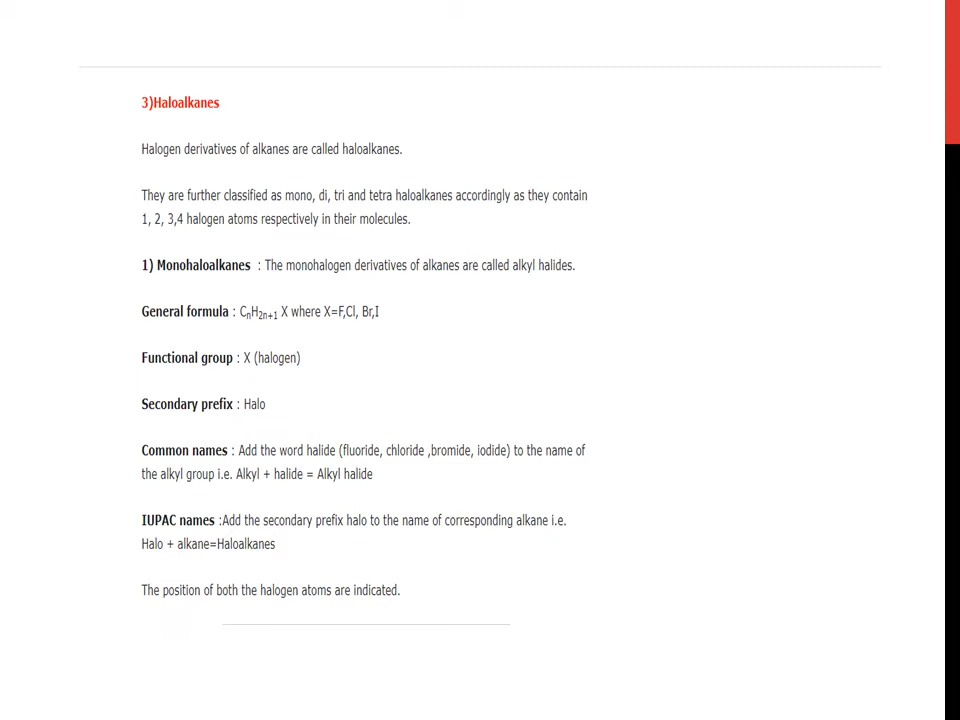 3)Haloalkanes
Halogen derivatives of alkanes are called haloalkanes.
They are further classified as mono, di, tri and tetra haloalkanes accordingly as they contain
1, 2, 3,4 halogen atoms respectively in their molecules.
1) Monohaloalkanes : The monohalogen derivatives of alkanes are called alkyl halides.
General formula : CₙH₂ₙ₊₁ X where X=F,Cl, Br,I
Functional group : X (halogen)
Secondary prefix : Halo
Common names : Add the word halide (fluoride, chloride ,bromide, iodide) to the name of
the alkyl group i.e. Alkyl + halide = Alkyl halide
IUPAC names :Add the secondary prefix halo to the name of corresponding alkane i.e.
Halo + alkane=Haloalkanes
The position of both the halogen atoms are indicated.